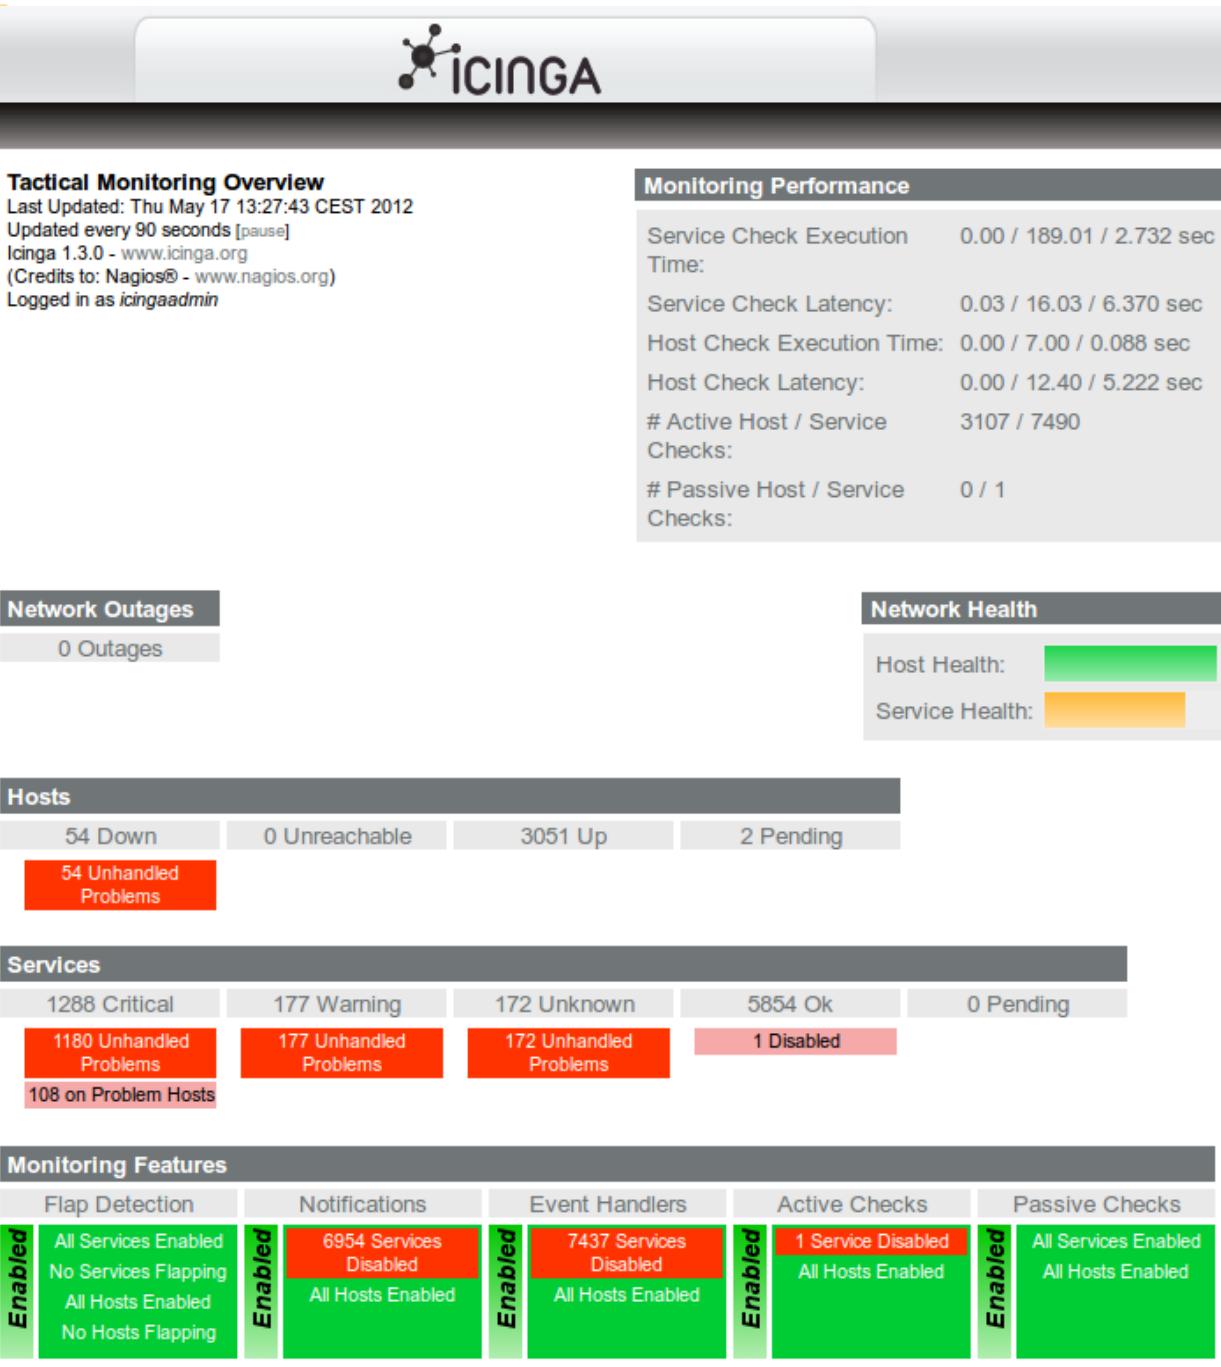 ICINGA
Tactical Monitoring Overview
Last Updated: Thu May 17 13:27:43 CEST 2012
Updated every 90 seconds [pause]
Icinga 1.3.0 - www.icinga.org
(Credits to: Nagios® - www.nagios.org)
Logged in as icingaadmin
Monitoring Performance
Service Check Execution 0.00 / 189.01 / 2.732 sec
Time:
Service Check Latency: 0.03 / 16.03 / 6.370 sec
Host Check Execution Time: 0.00 / 7.00 / 0.088 sec
Host Check Latency: 0.00 / 12.40 / 5.222 sec
# Active Host / Service 3107 / 7490
Checks:
# Passive Host / Service 0 / 1
Checks:
Network Outages
0 Outages
Network Health
Host Health:
Service Health:
Hosts
54 Down 0 Unreachable 3051 Up 2 Pending
54 Unhandled
Problems
Services
1288 Critical 177 Warning 172 Unknown 5854 Ok 0 Pending
1180 Unhandled
Problems
108 on Problem Hosts
177 Unhandled
Problems
172 Unhandled
Problems
1 Disabled
Monitoring Features
Flap Detection Notifications Event Handlers Active Checks Passive Checks
Enabled
All Services Enabled
No Services Flapping
All Hosts Enabled
No Hosts Flapping
Enabled
6954 Services
Disabled
All Hosts Enabled
Enabled
7437 Services
Disabled
All Hosts Enabled
Enabled
1 Service Disabled
All Hosts Enabled
Enabled
All Services Enabled
All Hosts Enabled